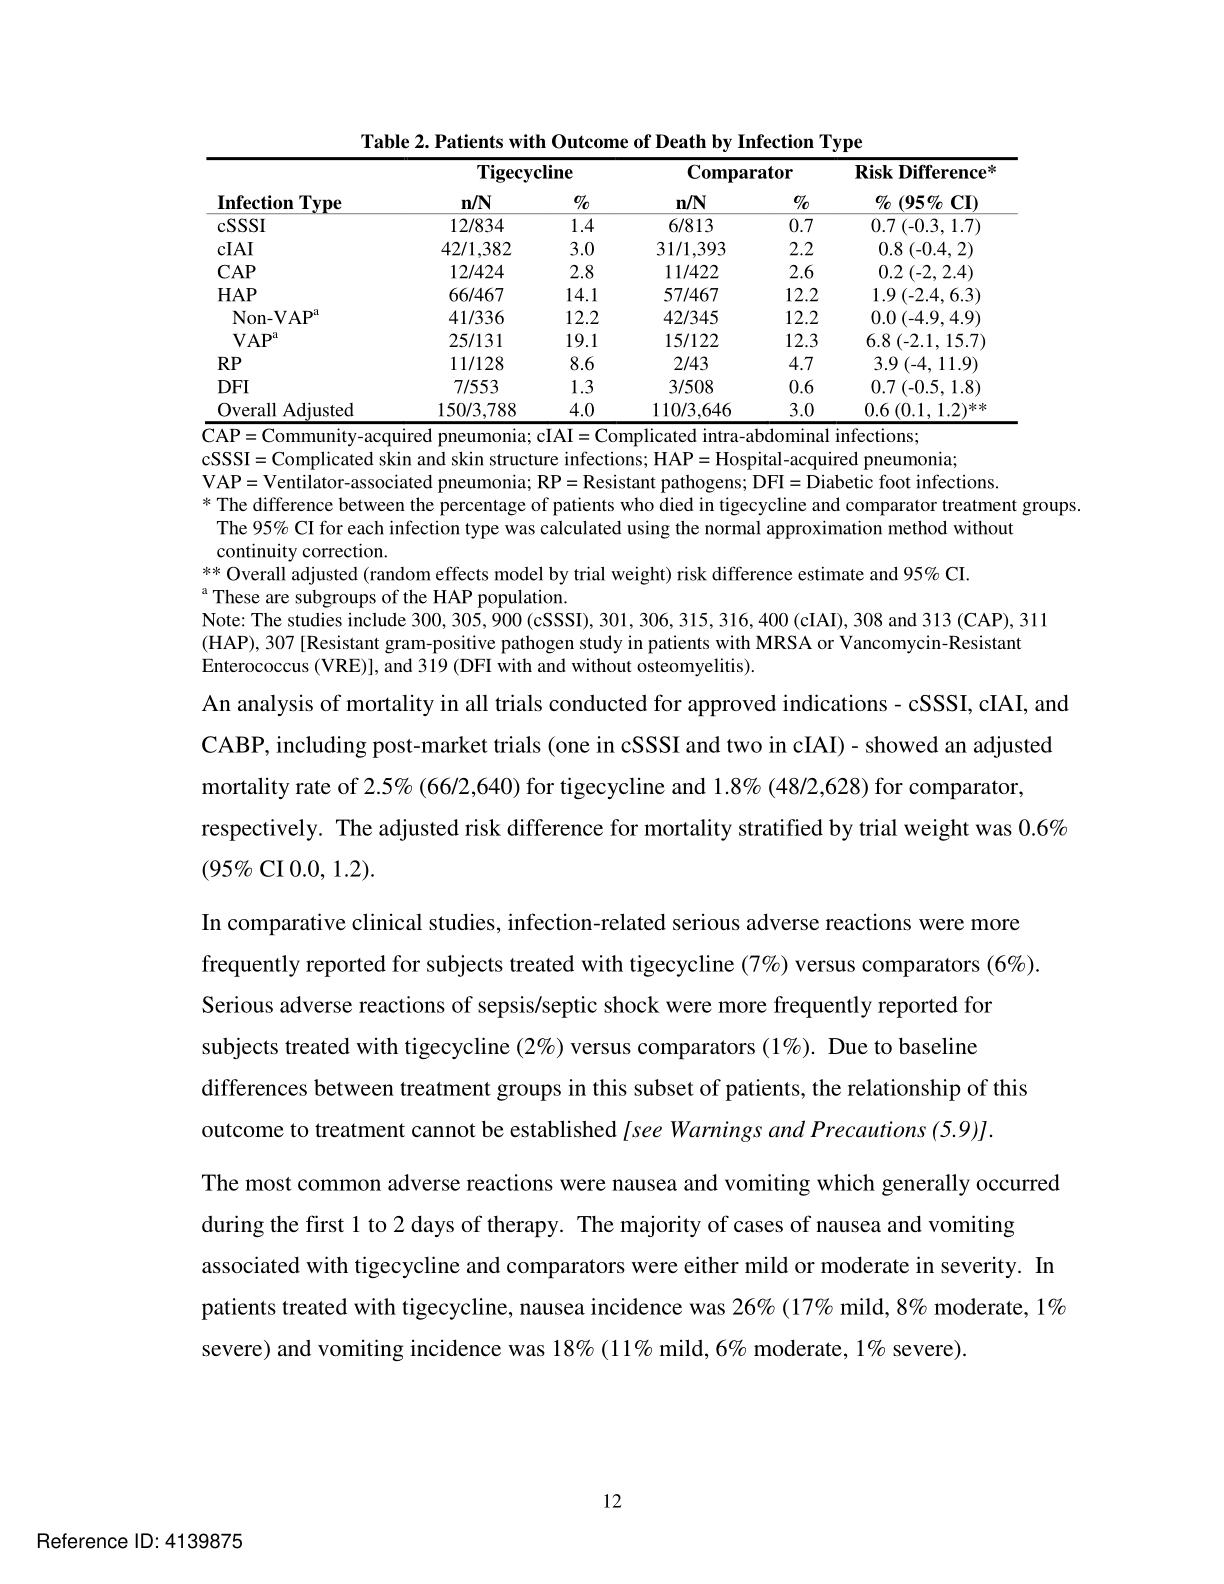 Table 2. Patients with Outcome of Death by Infection Type
Tigecycline Comparator Risk Difference*
Infection Type n/N % n/N % % (95% CI)
cSSSI 12/834 1.4 6/813 0.7 0.7 (-0.3, 1.7)
cIAI 42/1,382 3.0 31/1,393 2.2 0.8 (-0.4, 2)
CAP 12/424 2.8 11/422 2.6 0.2 (-2, 2.4)
HAP 66/467 14.1 57/467 12.2 1.9 (-2.4, 6.3)
Non-VAPᵃ 41/336 12.2 42/345 12.2 0.0 (-4.9, 4.9)
VAPᵃ 25/131 19.1 15/122 12.3 6.8 (-2.1, 15.7)
RP 11/128 8.6 2/43 4.7 3.9 (-4, 11.9)
DFI 7/553 1.3 3/508 0.6 0.7 (-0.5, 1.8)
Overall Adjusted 150/3,788 4.0 110/3,646 3.0 0.6 (0.1, 1.2)**
CAP = Community-acquired pneumonia; cIAI = Complicated intra-abdominal infections;
cSSSI = Complicated skin and skin structure infections; HAP = Hospital-acquired pneumonia;
VAP = Ventilator-associated pneumonia; RP = Resistant pathogens; DFI = Diabetic foot infections.
* The difference between the percentage of patients who died in tigecycline and comparator treatment groups.
The 95% CI for each infection type was calculated using the normal approximation method without
continuity correction.
** Overall adjusted (random effects model by trial weight) risk difference estimate and 95% CI.
ᵃ These are subgroups of the HAP population.
Note: The studies include 300, 305, 900 (cSSSI), 301, 306, 315, 316, 400 (cIAI), 308 and 313 (CAP), 311
(HAP), 307 [Resistant gram-positive pathogen study in patients with MRSA or Vancomycin-Resistant
Enterococcus (VRE)], and 319 (DFI with and without osteomyelitis).
An analysis of mortality in all trials conducted for approved indications - cSSSI, cIAI, and
CABP, including post-market trials (one in cSSSI and two in cIAI) - showed an adjusted
mortality rate of 2.5% (66/2,640) for tigecycline and 1.8% (48/2,628) for comparator,
respectively. The adjusted risk difference for mortality stratified by trial weight was 0.6%
(95% CI 0.0, 1.2).
In comparative clinical studies, infection-related serious adverse reactions were more
frequently reported for subjects treated with tigecycline (7%) versus comparators (6%).
Serious adverse reactions of sepsis/septic shock were more frequently reported for
subjects treated with tigecycline (2%) versus comparators (1%). Due to baseline
differences between treatment groups in this subset of patients, the relationship of this
outcome to treatment cannot be established [see Warnings and Precautions (5.9)].
The most common adverse reactions were nausea and vomiting which generally occurred
during the first 1 to 2 days of therapy. The majority of cases of nausea and vomiting
associated with tigecycline and comparators were either mild or moderate in severity. In
patients treated with tigecycline, nausea incidence was 26% (17% mild, 8% moderate, 1%
severe) and vomiting incidence was 18% (11% mild, 6% moderate, 1% severe).
12
Reference ID: 4139875